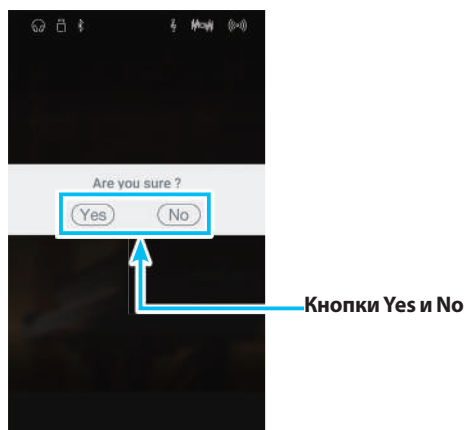 Are you sure ?
Yes
No
Кнопки Yes и No